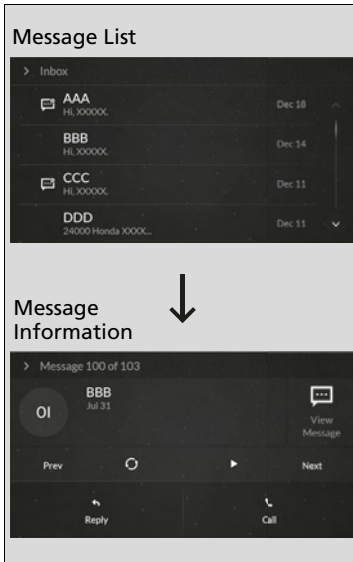 Message List
> Inbox
AAA
Hi, XXXXX.
Dec 18
BBB
Hi, XXXXX.
Dec 14
CCC
Hi, XXXXX.
Dec 11
DDD
24000 Honda XXXX...
Dec 11
Message
Information
> Message 100 of 103
OI
BBB
Jul 31
View
Message
Prev
Next
Reply
Call